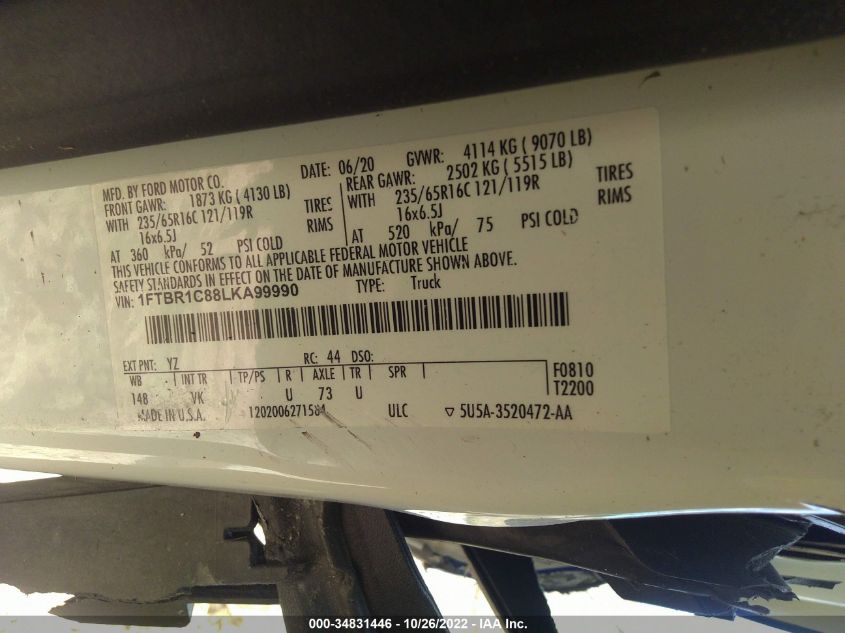 MFD. BY FORD MOTOR CO.
DATE: 06/20 GVWR: 4114 KG ( 9070 LB)
FRONT GAWR: 1873 KG ( 4130 LB)
REAR GAWR: 2502 KG ( 5515 LB)
WITH 235/65R16C 121/119R TIRES
WITH 235/65R16C 121/119R TIRES
16x6.5J RIMS
16x6.5J RIMS
AT 360 kPa/ 52 PSI COLD
AT 520 kPa/ 75 PSI COLD
THIS VEHICLE CONFORMS TO ALL APPLICABLE FEDERAL MOTOR VEHICLE
SAFETY STANDARDS IN EFFECT ON THE DATE OF MANUFACTURE SHOWN ABOVE.
VIN: 1FTBR1C88LKA99990 TYPE: Truck
EXT PNT: YZ RC: 44 DSO:
WB INT TR TP/PS R AXLE TR SPR
F0810
148 VK U 73 U
T2200
MADE IN U.S.A. 1202006271584 ULC ▽ 5U5A-3520472-AA
000-34831446 - 10/26/2022 - Copyright © IAA, Inc.